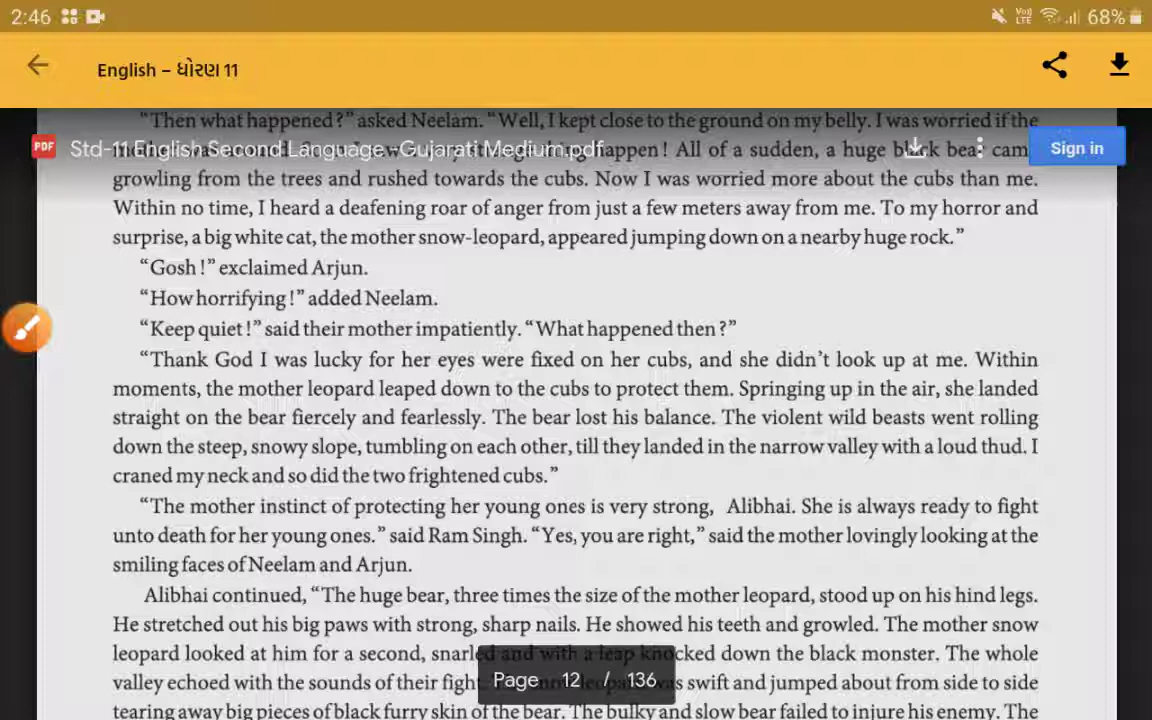 2:46
Vo) LTE
68%
English – ધોરણ 11
"Then what happened?" asked Neelam. "Well, I kept close to the ground on my belly. I was worried if the
PDF Std-11 English Second Language - Gujarati Medium.pdf
Sign in
happen! All of a sudden, a huge black bear cam
growling from the trees and rushed towards the cubs. Now I was worried more about the cubs than me.
Within no time, I heard a deafening roar of anger from just a few meters away from me. To my horror and
surprise, a big white cat, the mother snow-leopard, appeared jumping down on a nearby huge rock."
"Gosh !" exclaimed Arjun.
"How horrifying !" added Neelam.
"Keep quiet !" said their mother impatiently. "What happened then ?"
"Thank God I was lucky for her eyes were fixed on her cubs, and she didn't look up at me. Within
moments, the mother leopard leaped down to the cubs to protect them. Springing up in the air, she landed
straight on the bear fiercely and fearlessly. The bear lost his balance. The violent wild beasts went rolling
down the steep, snowy slope, tumbling on each other, till they landed in the narrow valley with a loud thud. I
craned my neck and so did the two frightened cubs."
"The mother instinct of protecting her young ones is very strong, Alibhai. She is always ready to fight
unto death for her young ones." said Ram Singh. "Yes, you are right," said the mother lovingly looking at the
smiling faces of Neelam and Arjun.
Alibhai continued, "The huge bear, three times the size of the mother leopard, stood up on his hind legs.
He stretched out his big paws with strong, sharp nails. He showed his teeth and growled. The mother snow
leopard looked at him for a second, snarled and with a leap knocked down the black monster. The whole
Page 12 / 136
valley echoed with the sounds of their fight was swift and jumped about from side to side
tearing away big pieces of black furry skin of the bear. The bulky and slow bear failed to injure his enemy. The